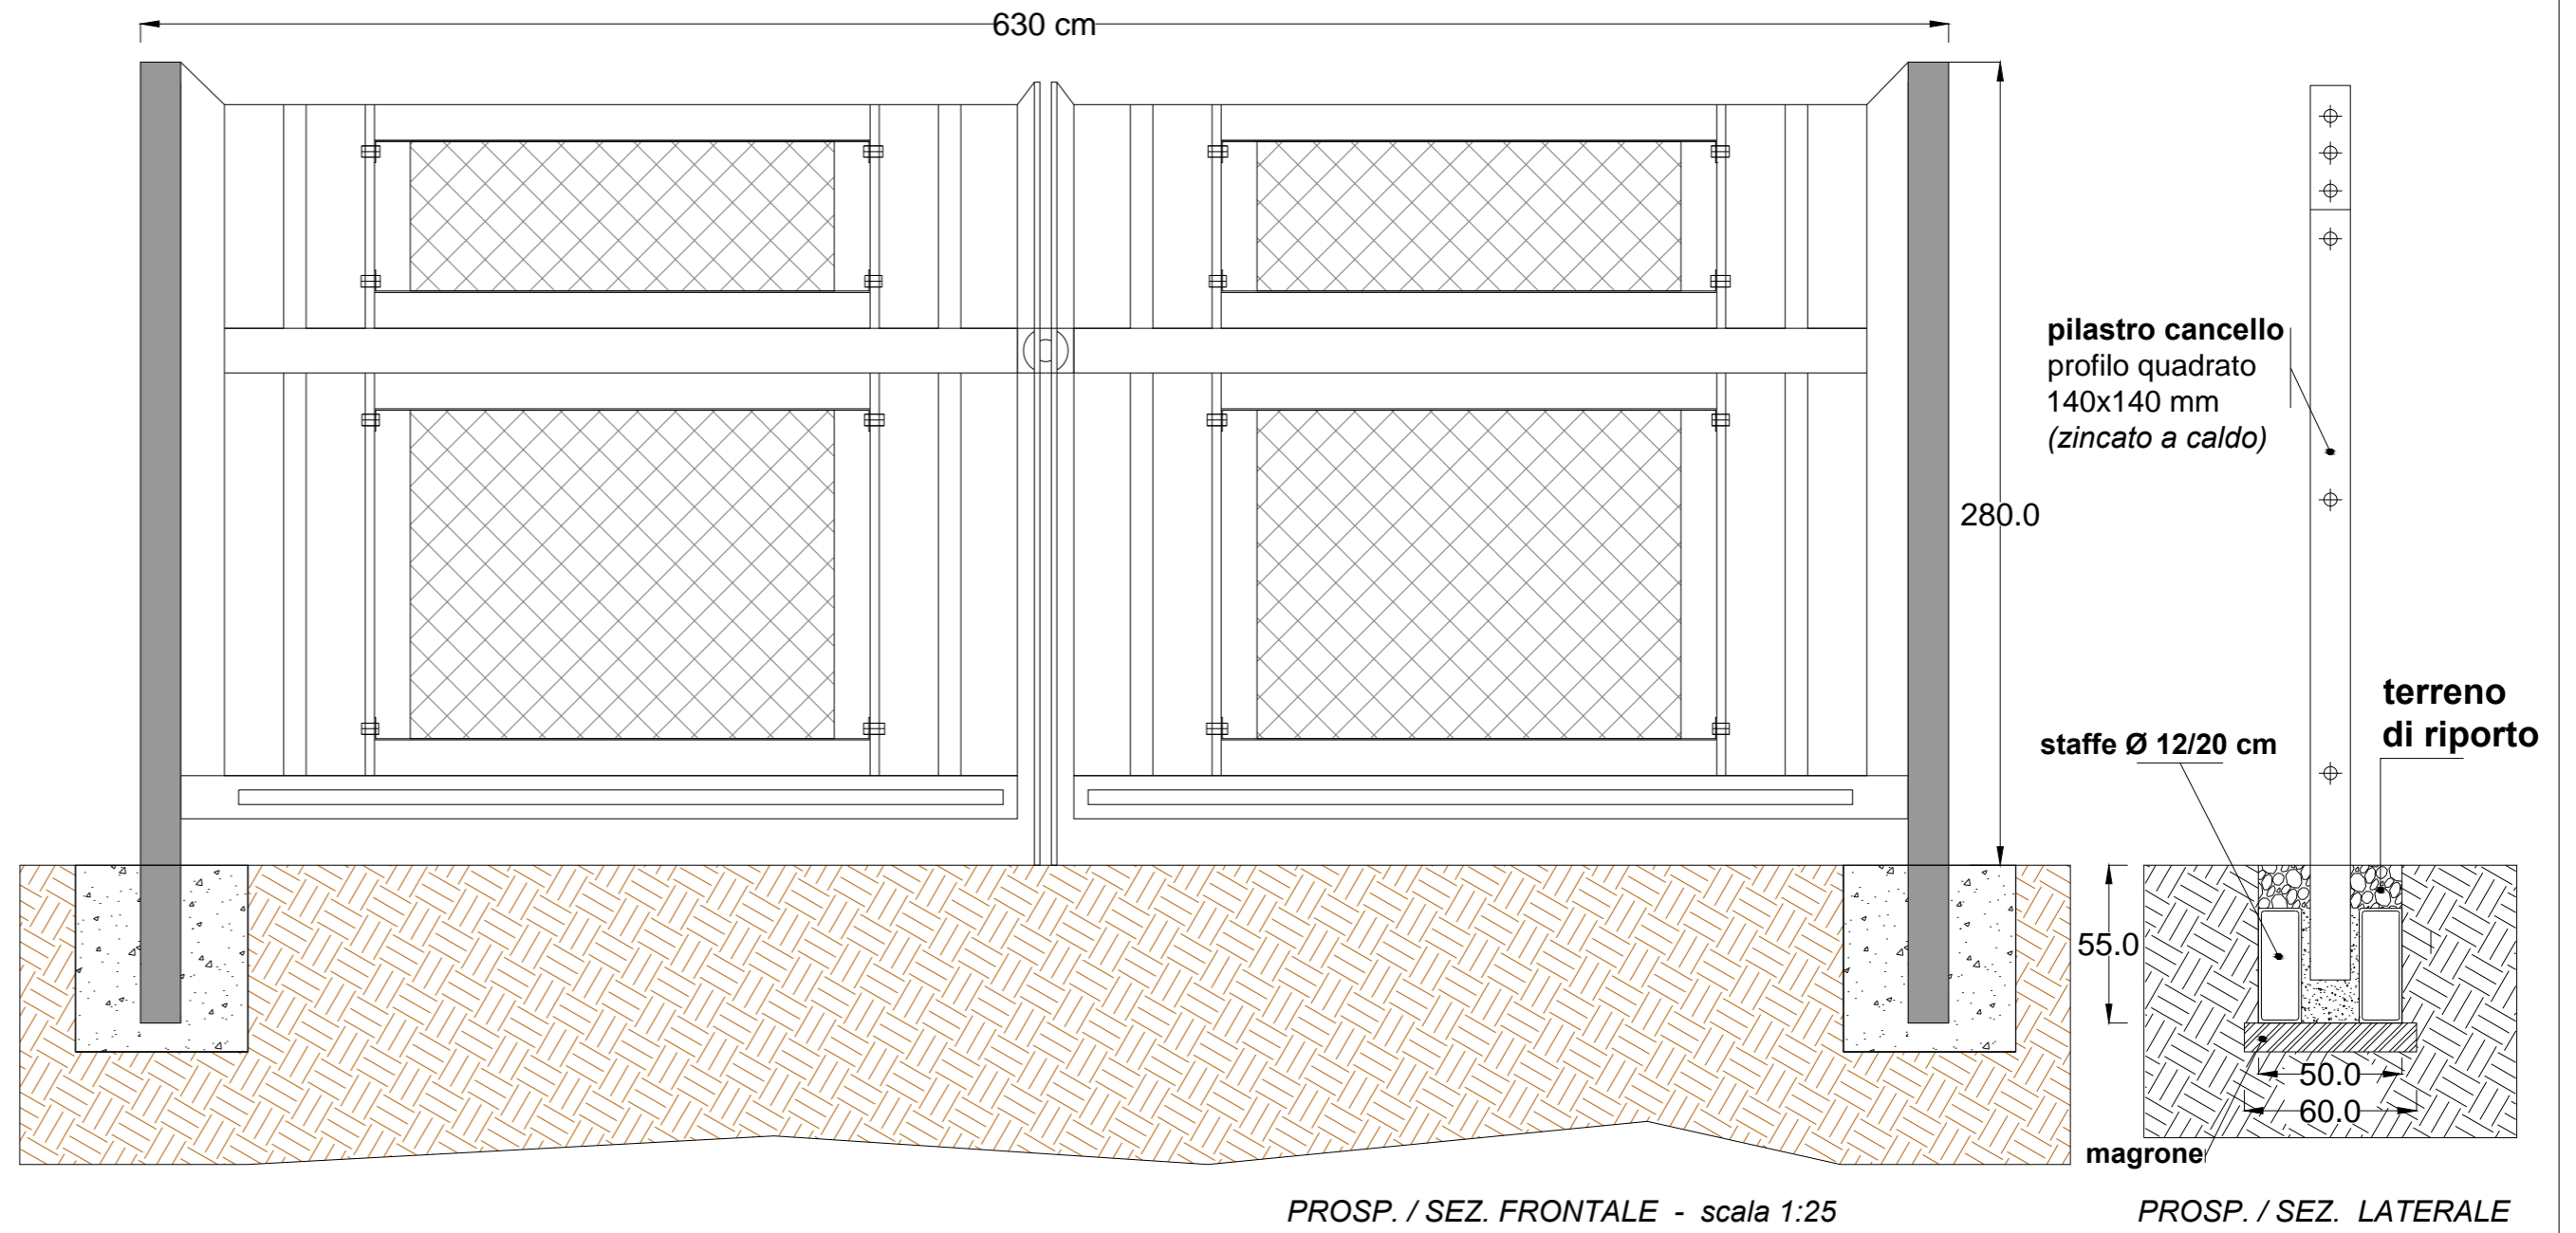 630 cm
pilastro cancello
profilo quadrato
140x140 mm
(zincato a caldo)
280.0
terreno
di riporto
staffe Ø 12/20 cm
55.0
50.0
60.0
magrone
PROSP. / SEZ. FRONTALE - scala 1:25
PROSP. / SEZ. LATERALE